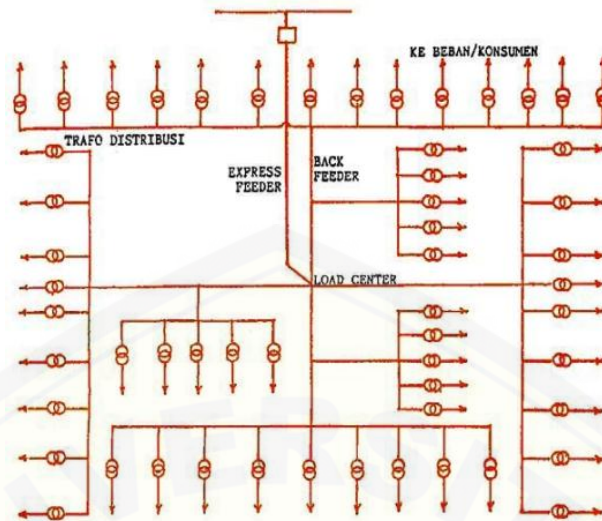 KE BEBAN/KONSUMEN
TRAFO DISTRIBUSI
EXPRESS
FEEDER
BACK
FEEDER
LOAD CENTER